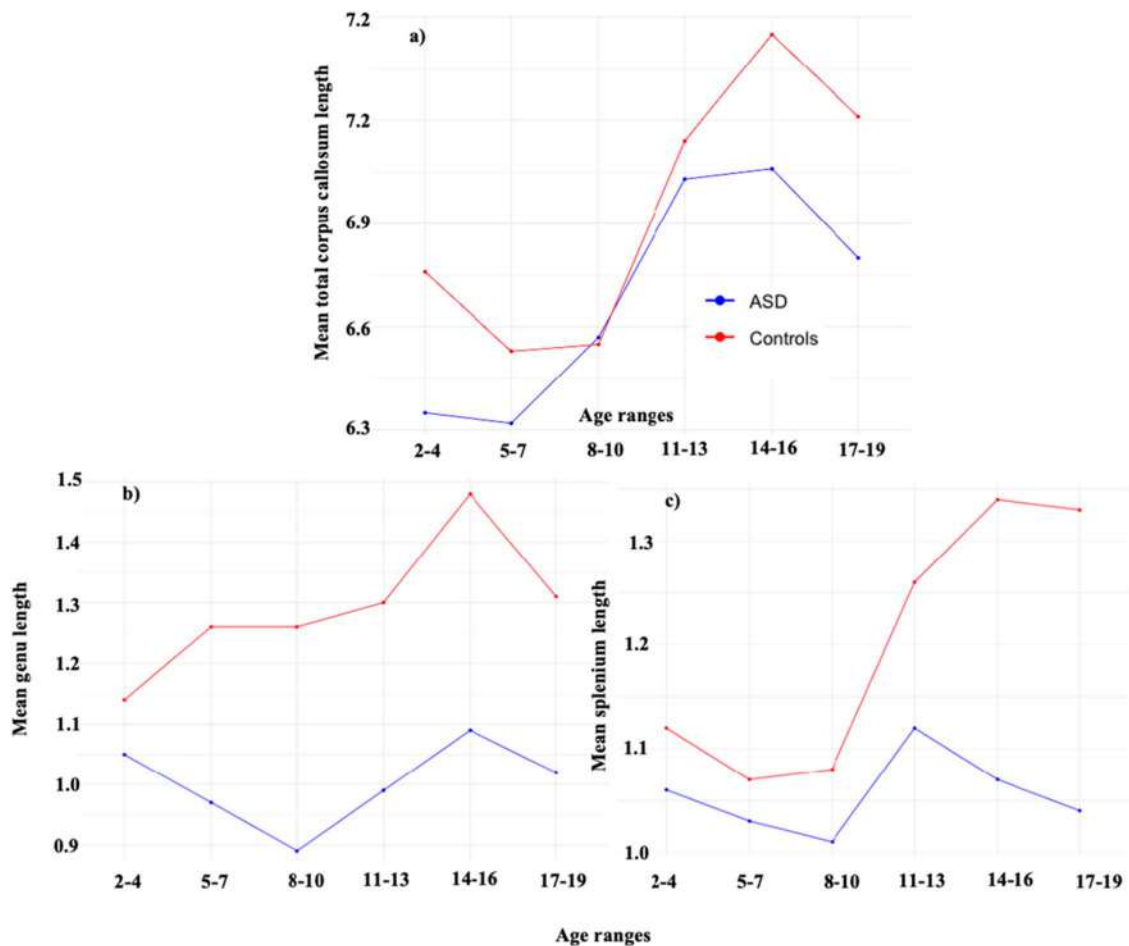 a)
Mean total corpus callosum length
7.2
7.2
6.9
6.6
6.3
ASD
Controls
Age ranges
2-4 5-7 8-10 11-13 14-16 17-19
b)
Mean genu length
1.5
1.4
1.3
1.2
1.1
1.0
0.9
2-4 5-7 8-10 11-13 14-16 17-19
c)
Mean splenium length
1.3
1.2
1.1
1.0
2-4 5-7 8-10 11-13 14-16 17-19
Age ranges